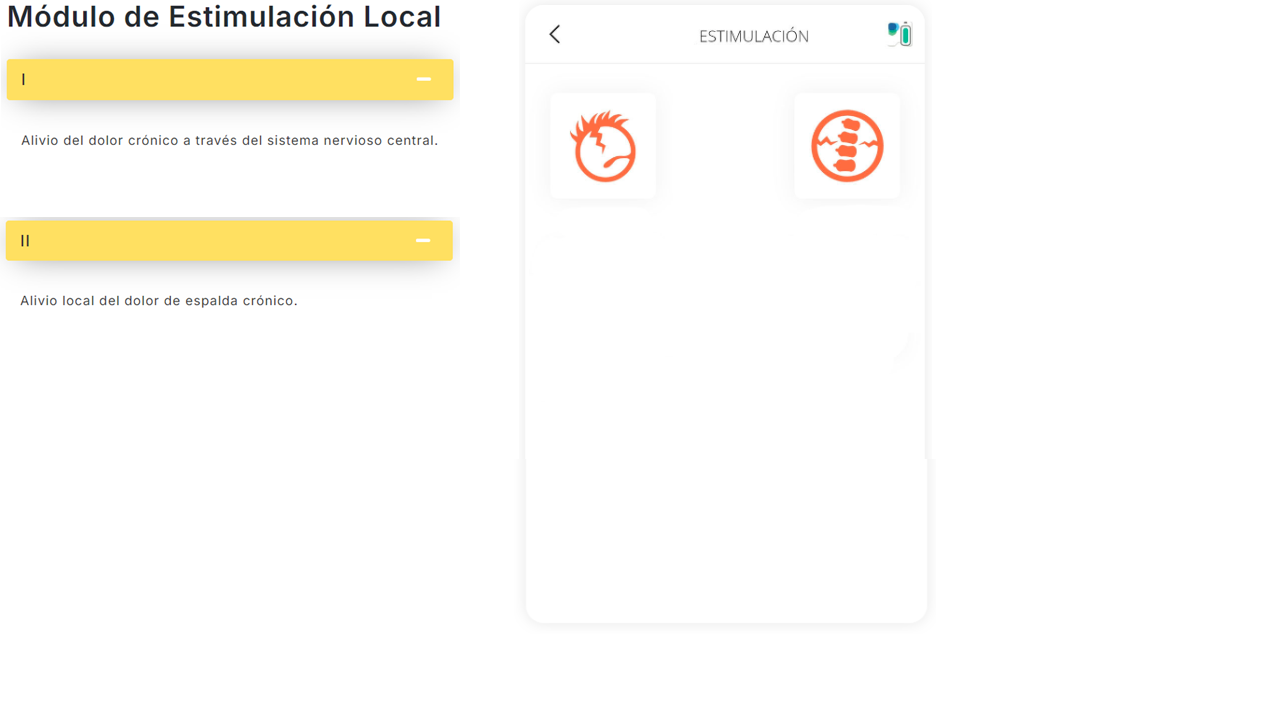 Módulo de Estimulación Local
I
Alivio del dolor crónico a través del sistema nervioso central.
II
Alivio local del dolor de espalda crónico.
ESTIMULACIÓN